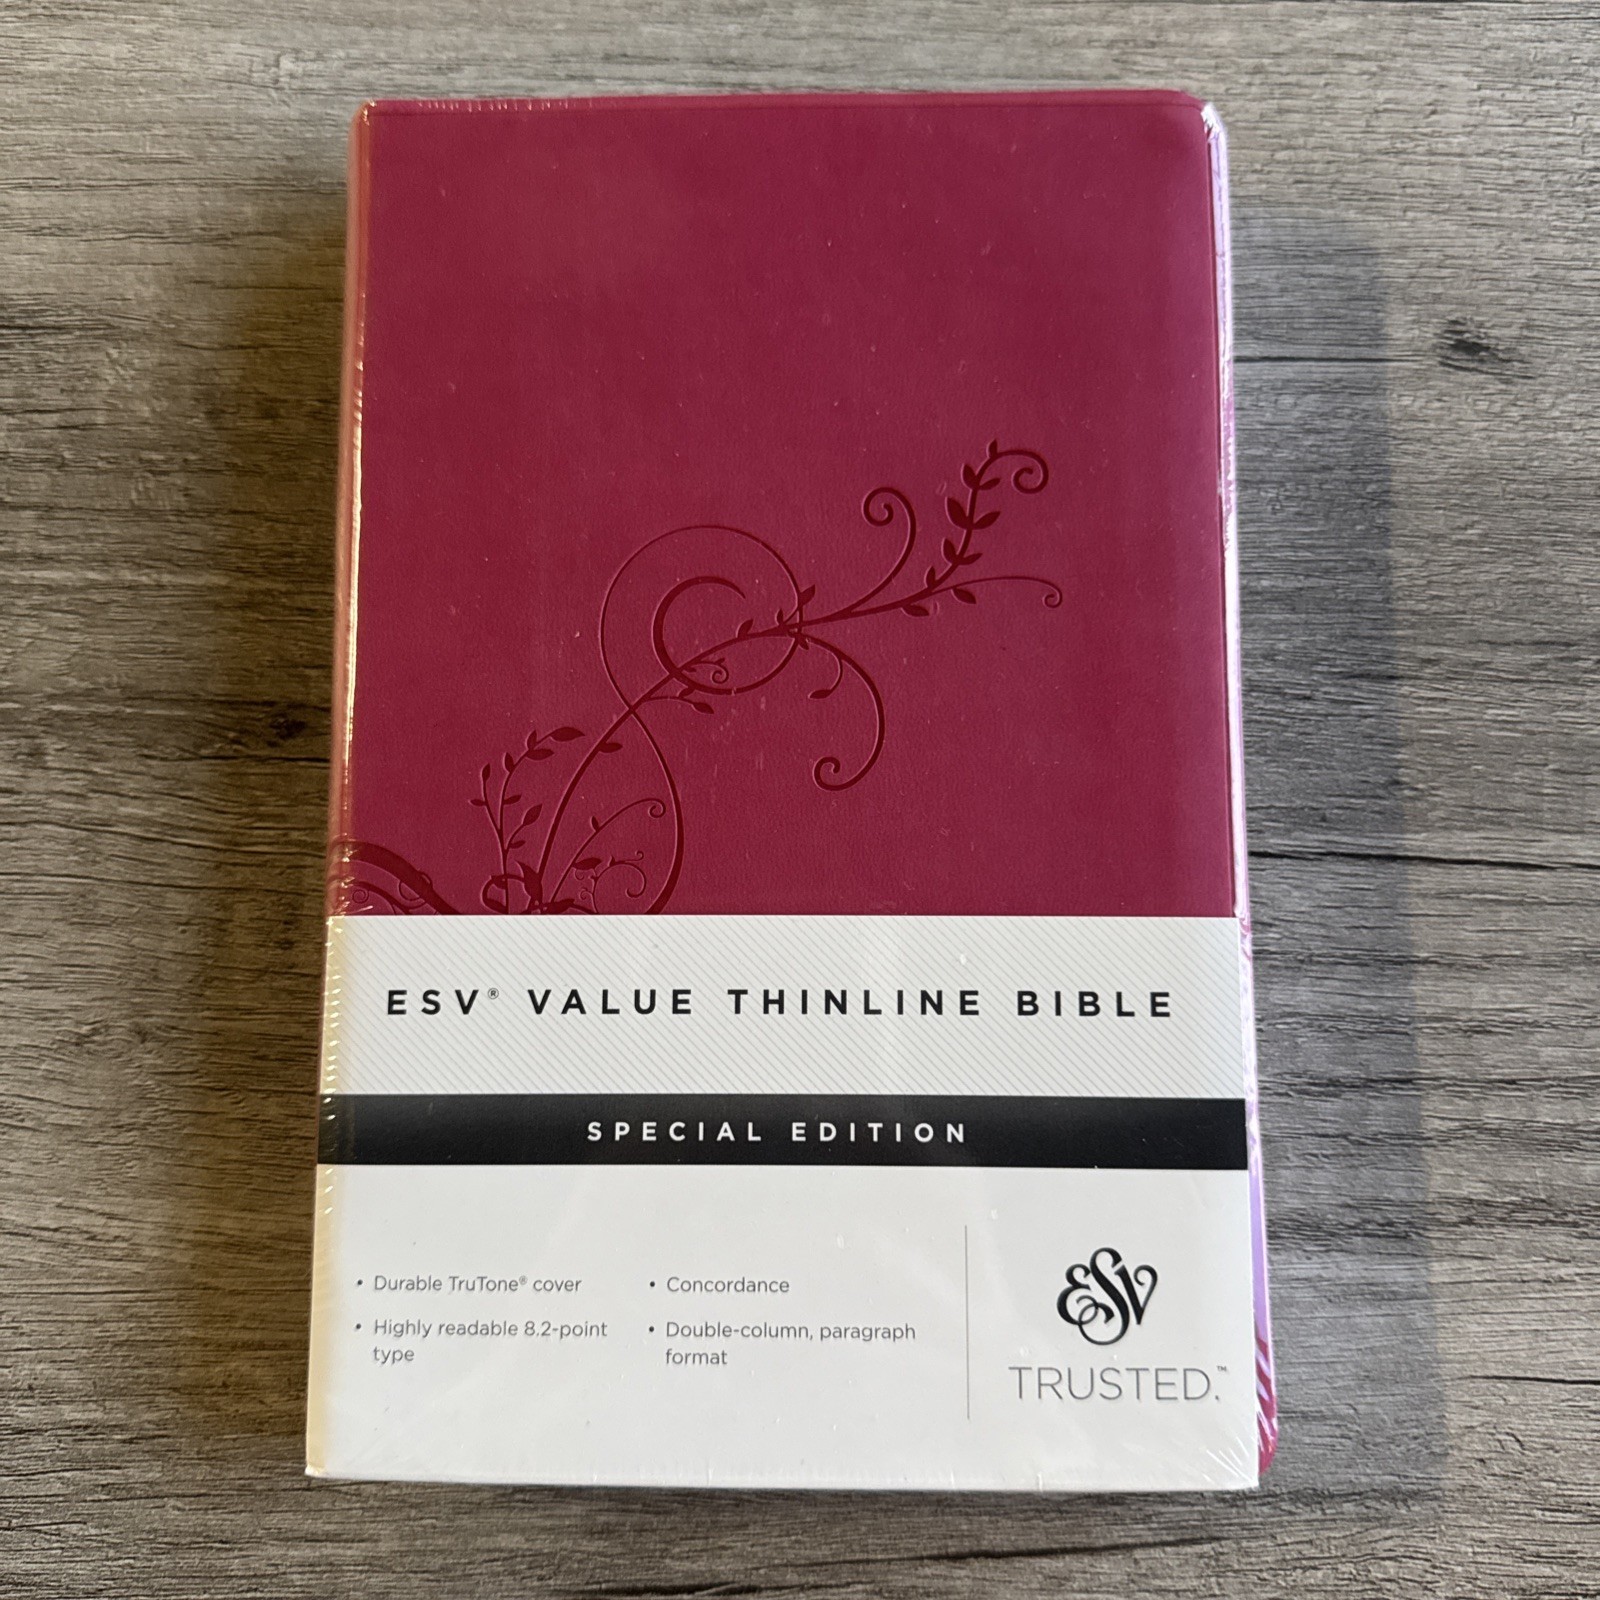 ESV® VALUE THINLINE BIBLE
SPECIAL EDITION
• Durable TruTone® cover
• Highly readable 8.2-point
type
• Concordance
• Double-column, paragraph
format
ESV
TRUSTED.™